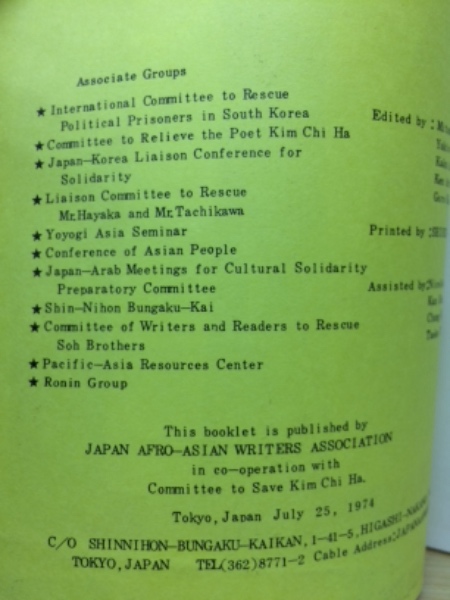 Associate Groups
★ International Committee to Rescue
Political Prisoners in South Korea
★ Committee to Relieve the Poet Kim Chi Ha
★ Japan—Korea Liaison Conference for
Solidarity
★ Liaison Committee to Rescue
Mr.Hayaka and Mr.Tachikawa
★ Yoyogi Asia Seminar
★ Conference of Asian People
★ Japan—Arab Meetings for Cultural Solidarity
Preparatory Committee
★ Shin—Nihon Bungaku—Kai
★ Committee of Writers and Readers to Rescue
Soh Brothers
★ Pacific—Asia Resources Center
★ Ronin Group
Edited by :
Printed by :
Assisted by :
This booklet is published by
JAPAN AFRO—ASIAN WRITERS ASSOCIATION
in co—operation with
Committee to Save Kim Chi Ha.
Tokyo, Japan July 25, 1974
C/O SHINNIHON—BUNGAKU—KAIKAN, 1—41—5,
TOKYO, JAPAN TEL(362)8771—2 Cable Address: